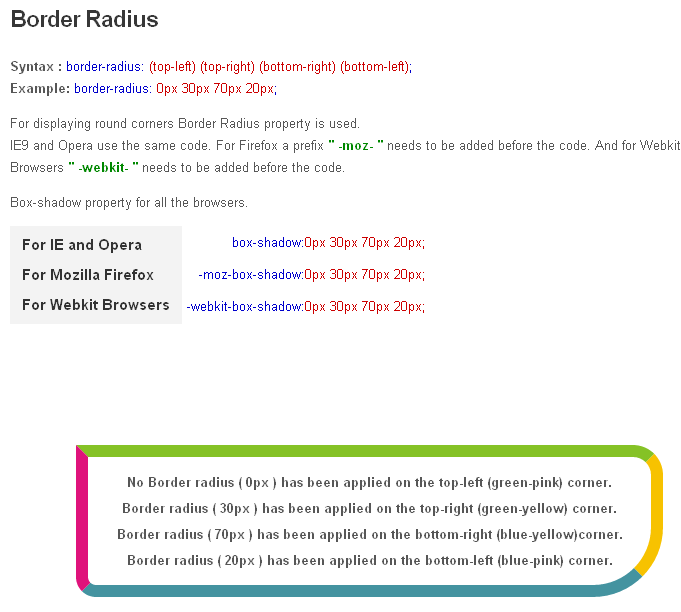 Border Radius
Syntax : border-radius: (top-left) (top-right) (bottom-right) (bottom-left);
Example: border-radius: 0px 30px 70px 20px;
For displaying round corners Border Radius property is used.
IE9 and Opera use the same code. For Firefox a prefix " -moz- " needs to be added before the code. And for Webkit
Browsers " -webkit- " needs to be added before the code.
Box-shadow property for all the browsers.
For IE and Opera box-shadow:0px 30px 70px 20px;
For Mozilla Firefox -moz-box-shadow:0px 30px 70px 20px;
For Webkit Browsers -webkit-box-shadow:0px 30px 70px 20px;
No Border radius ( 0px ) has been applied on the top-left (green-pink) corner.
Border radius ( 30px ) has been applied on the top-right (green-yellow) corner.
Border radius ( 70px ) has been applied on the bottom-right (blue-yellow)corner.
Border radius ( 20px ) has been applied on the bottom-left (blue-pink) corner.